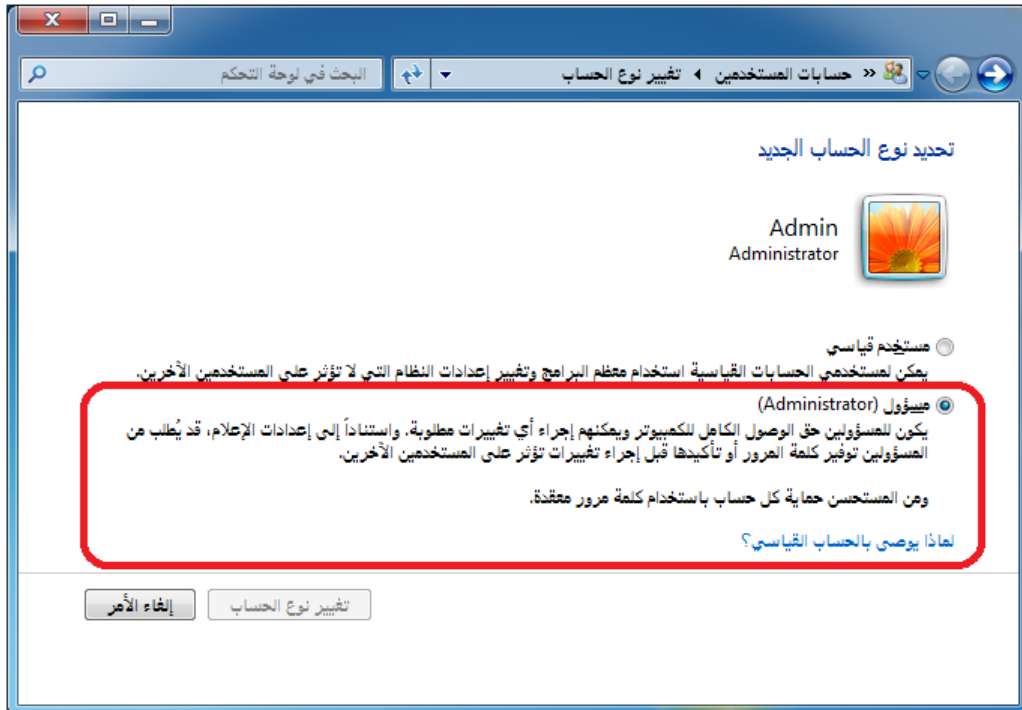 « حسابات المستخدمين ◂ تغيير نوع الحساب
البحث في لوحة التحكم
تحديد نوع الحساب الجديد
Admin
Administrator
مستخدم قياسي
يمكن لمستخدمي الحسابات القياسية استخدام معظم البرامج وتغيير إعدادات النظام التي لا تؤثر على المستخدمين الآخرين.
مسؤول (Administrator)
يكون للمسؤولين حق الوصول الكامل للكمبيوتر ويمكنهم إجراء أي تغييرات مطلوبة. واستناداً إلى إعدادات الإعلام، قد يُطلب من
المسؤولين توفير كلمة المرور أو تأكيدها قبل إجراء تغييرات تؤثر على المستخدمين الآخرين.
ومن المستحسن حماية كل حساب باستخدام كلمة مرور معقدة.
لماذا يوصى بالحساب القياسي؟
تغيير نوع الحساب
إلغاء الأمر